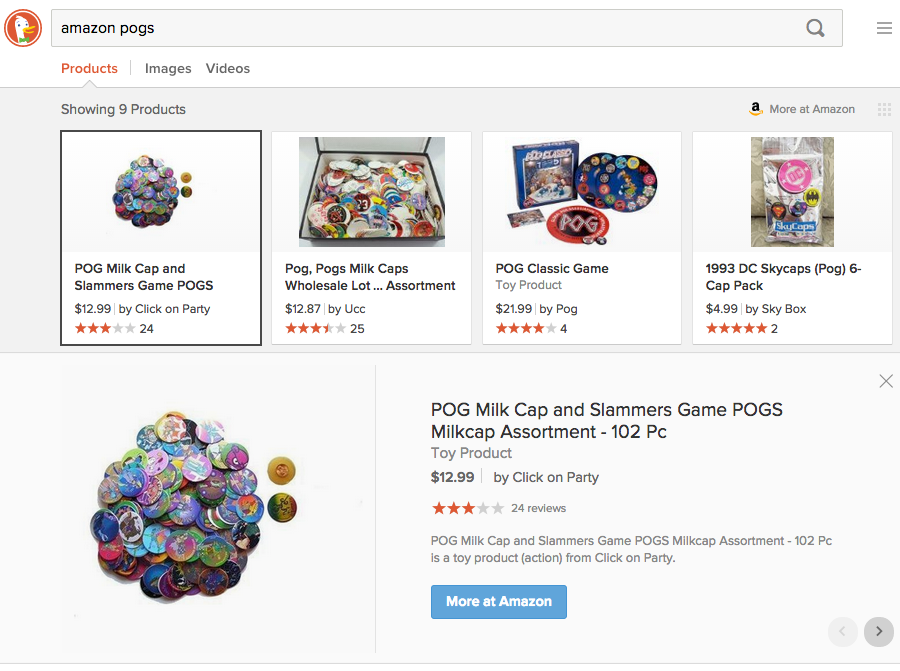 amazon pogs
Products
Images
Videos
Showing 9 Products
a More at Amazon
POG Milk Cap and
Slammers Game POGS
$12.99 by Click on Party
24
Pog, Pogs Milk Caps
Wholesale Lot ... Assortment
$12.87 by Ucc
25
POG CLASSIC
POG
POG Classic Game
Toy Product
$21.99 by Pog
4
DC
SkyCaps
1993 DC Skycaps (Pog) 6-
Cap Pack
$4.99 by Sky Box
2
POG Milk Cap and Slammers Game POGS
Milkcap Assortment - 102 Pc
Toy Product
$12.99 by Click on Party
24 reviews
POG Milk Cap and Slammers Game POGS Milkcap Assortment - 102 Pc
is a toy product (action) from Click on Party.
More at Amazon